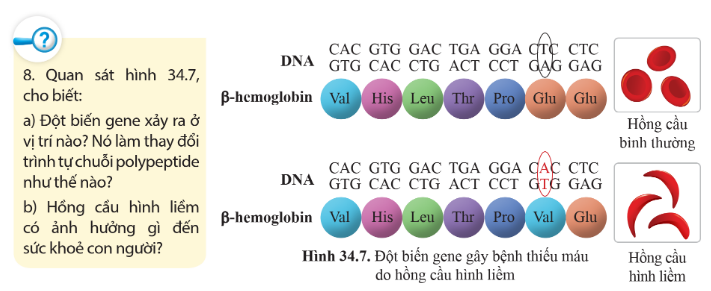 8. Quan sát hình 34.7,
cho biết:
a) Đột biến gene xảy ra ở
vị trí nào? Nó làm thay đổi
trình tự chuỗi polypeptide
như thế nào?
b) Hồng cầu hình liềm
có ảnh hưởng gì đến
sức khoẻ con người?
DNA
CAC GTG GAC TGA GGA CTC CTC
GTG CAC CTG ACT CCT GAG GAG
β-hemoglobin Val His Leu Thr Pro Glu Glu
Hồng cầu
bình thường
DNA
CAC GTG GAC TGA GGA CAC CTC
GTG CAC CTG ACT CCT GTG GAG
β-hemoglobin Val His Leu Thr Pro Val Glu
Hồng cầu
hình liềm
Hình 34.7. Đột biến gene gây bệnh thiếu máu
do hồng cầu hình liềm